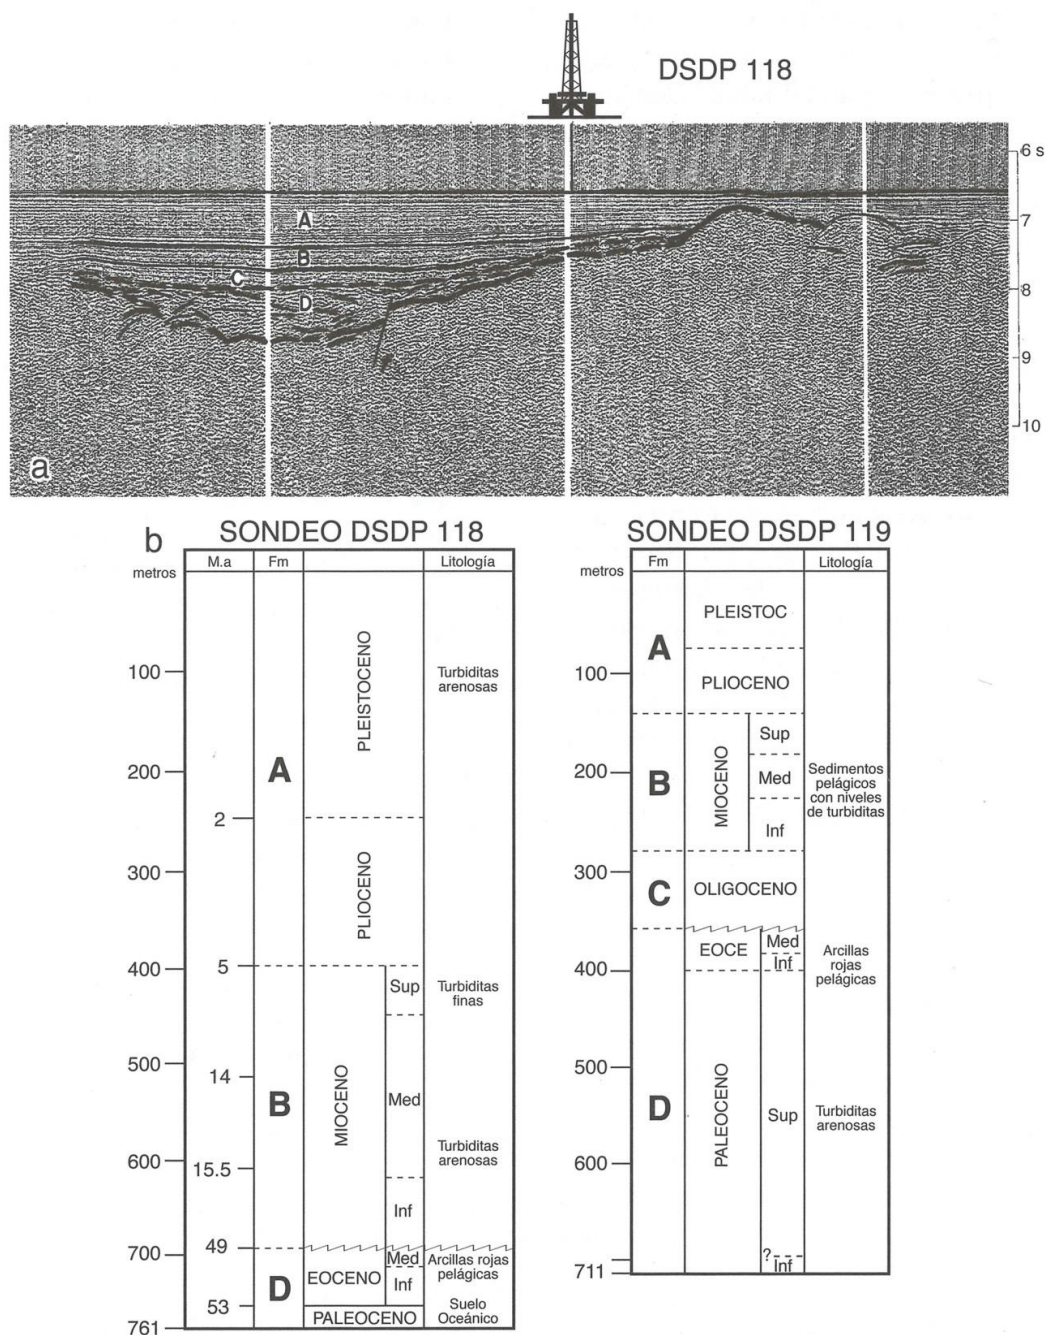 DSDP 118
6 s
7
8
9
10
A
B
C
D
a
b
SONDEO DSDP 118
metros
M.a
Fm
Litología
100
200
300
400
500
600
700
761
2
5
14
15.5
49
53
A
B
D
PLEISTOCENO
PLIOCENO
MIOCENO
Sup
Med
Inf
EOCENO
Med
Inf
PALEOCENO
Turbiditas
arenosas
Turbiditas
finas
Turbiditas
arenosas
Arcillas rojas
pelágicas
Suelo
Oceánico
SONDEO DSDP 119
metros
Fm
Litología
100
200
300
400
500
600
711
A
B
C
D
PLEISTOC
PLIOCENO
MIOCENO
Sup
Med
Inf
OLIGOCENO
EOCE
Med
Inf
PALEOCENO
Sup
?
Inf
Sedimentos
pelágicos
con niveles
de turbiditas
Arcillas
rojas
pelágicas
Turbiditas
arenosas